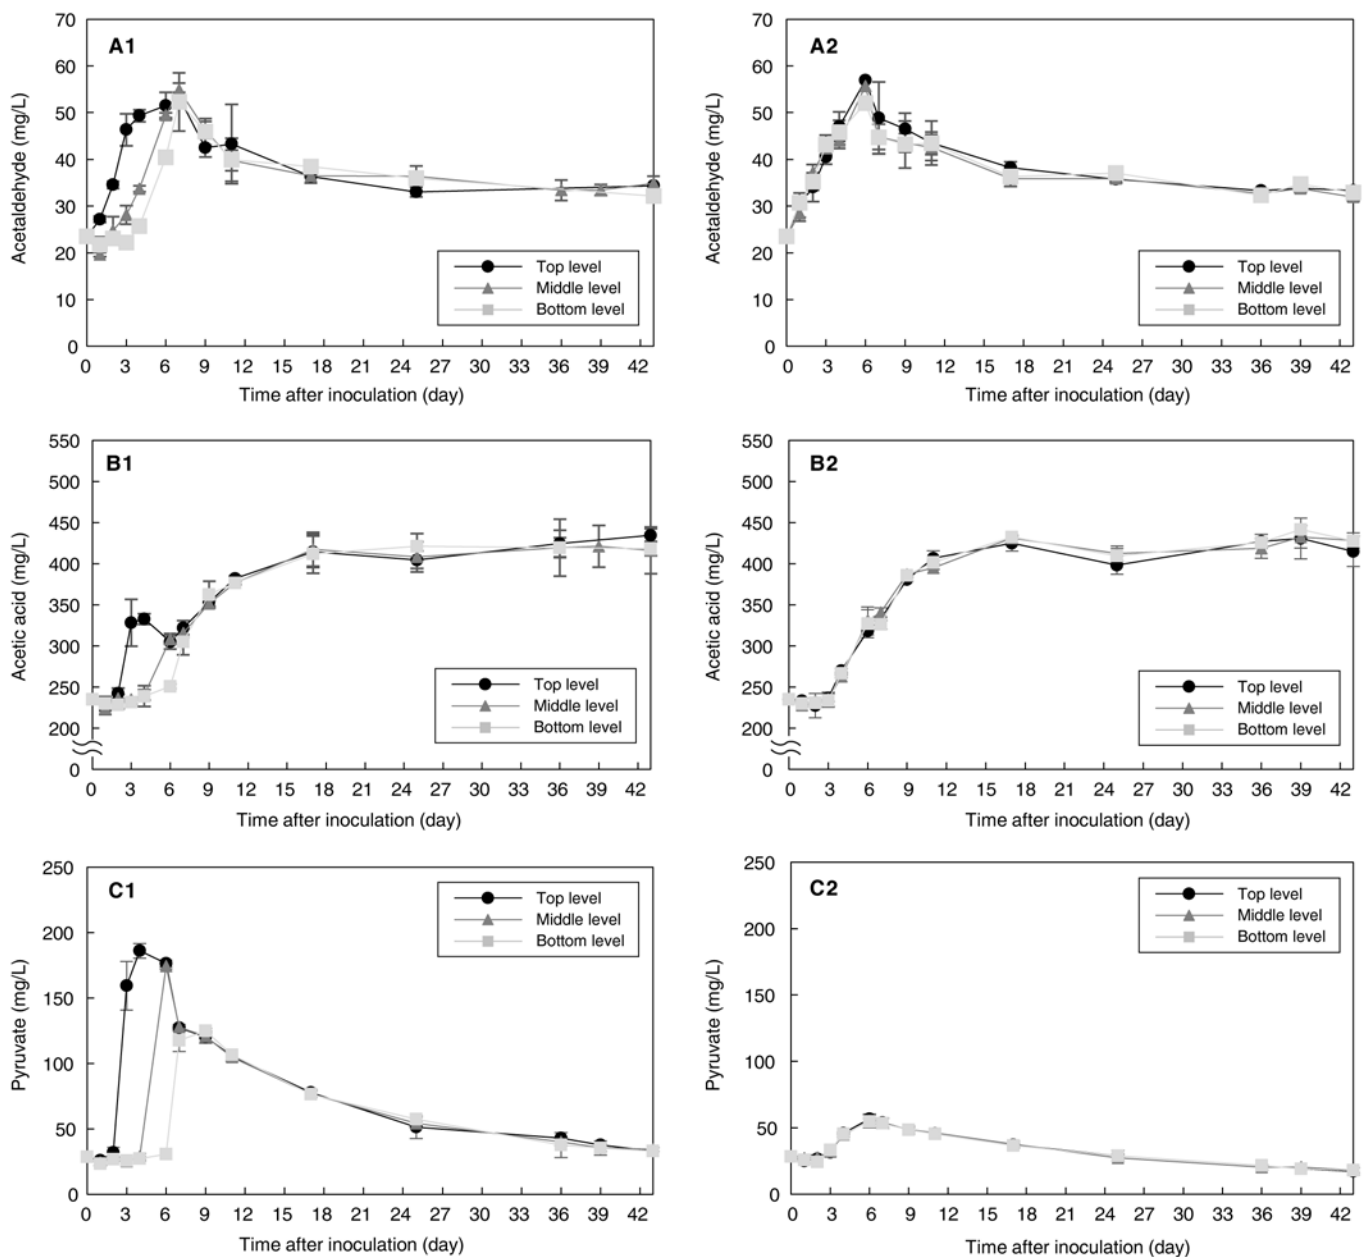 A1
Acetaldehyde (mg/L)
70
60
50
40
30
20
10
0
Top level
Middle level
Bottom level
0 3 6 9 12 15 18 21 24 27 30 33 36 39 42
Time after inoculation (day)
A2
Acetaldehyde (mg/L)
70
60
50
40
30
20
10
0
Top level
Middle level
Bottom level
0 3 6 9 12 15 18 21 24 27 30 33 36 39 42
Time after inoculation (day)
B1
Acetic acid (mg/L)
550
500
450
400
350
300
250
200
0
Top level
Middle level
Bottom level
0 3 6 9 12 15 18 21 24 27 30 33 36 39 42
Time after inoculation (day)
B2
Acetic acid (mg/L)
550
500
450
400
350
300
250
200
0
Top level
Middle level
Bottom level
0 3 6 9 12 15 18 21 24 27 30 33 36 39 42
Time after inoculation (day)
C1
Pyruvate (mg/L)
250
200
150
100
50
0
Top level
Middle level
Bottom level
0 3 6 9 12 15 18 21 24 27 30 33 36 39 42
Time after inoculation (day)
C2
Pyruvate (mg/L)
250
200
150
100
50
0
Top level
Middle level
Bottom level
0 3 6 9 12 15 18 21 24 27 30 33 36 39 42
Time after inoculation (day)